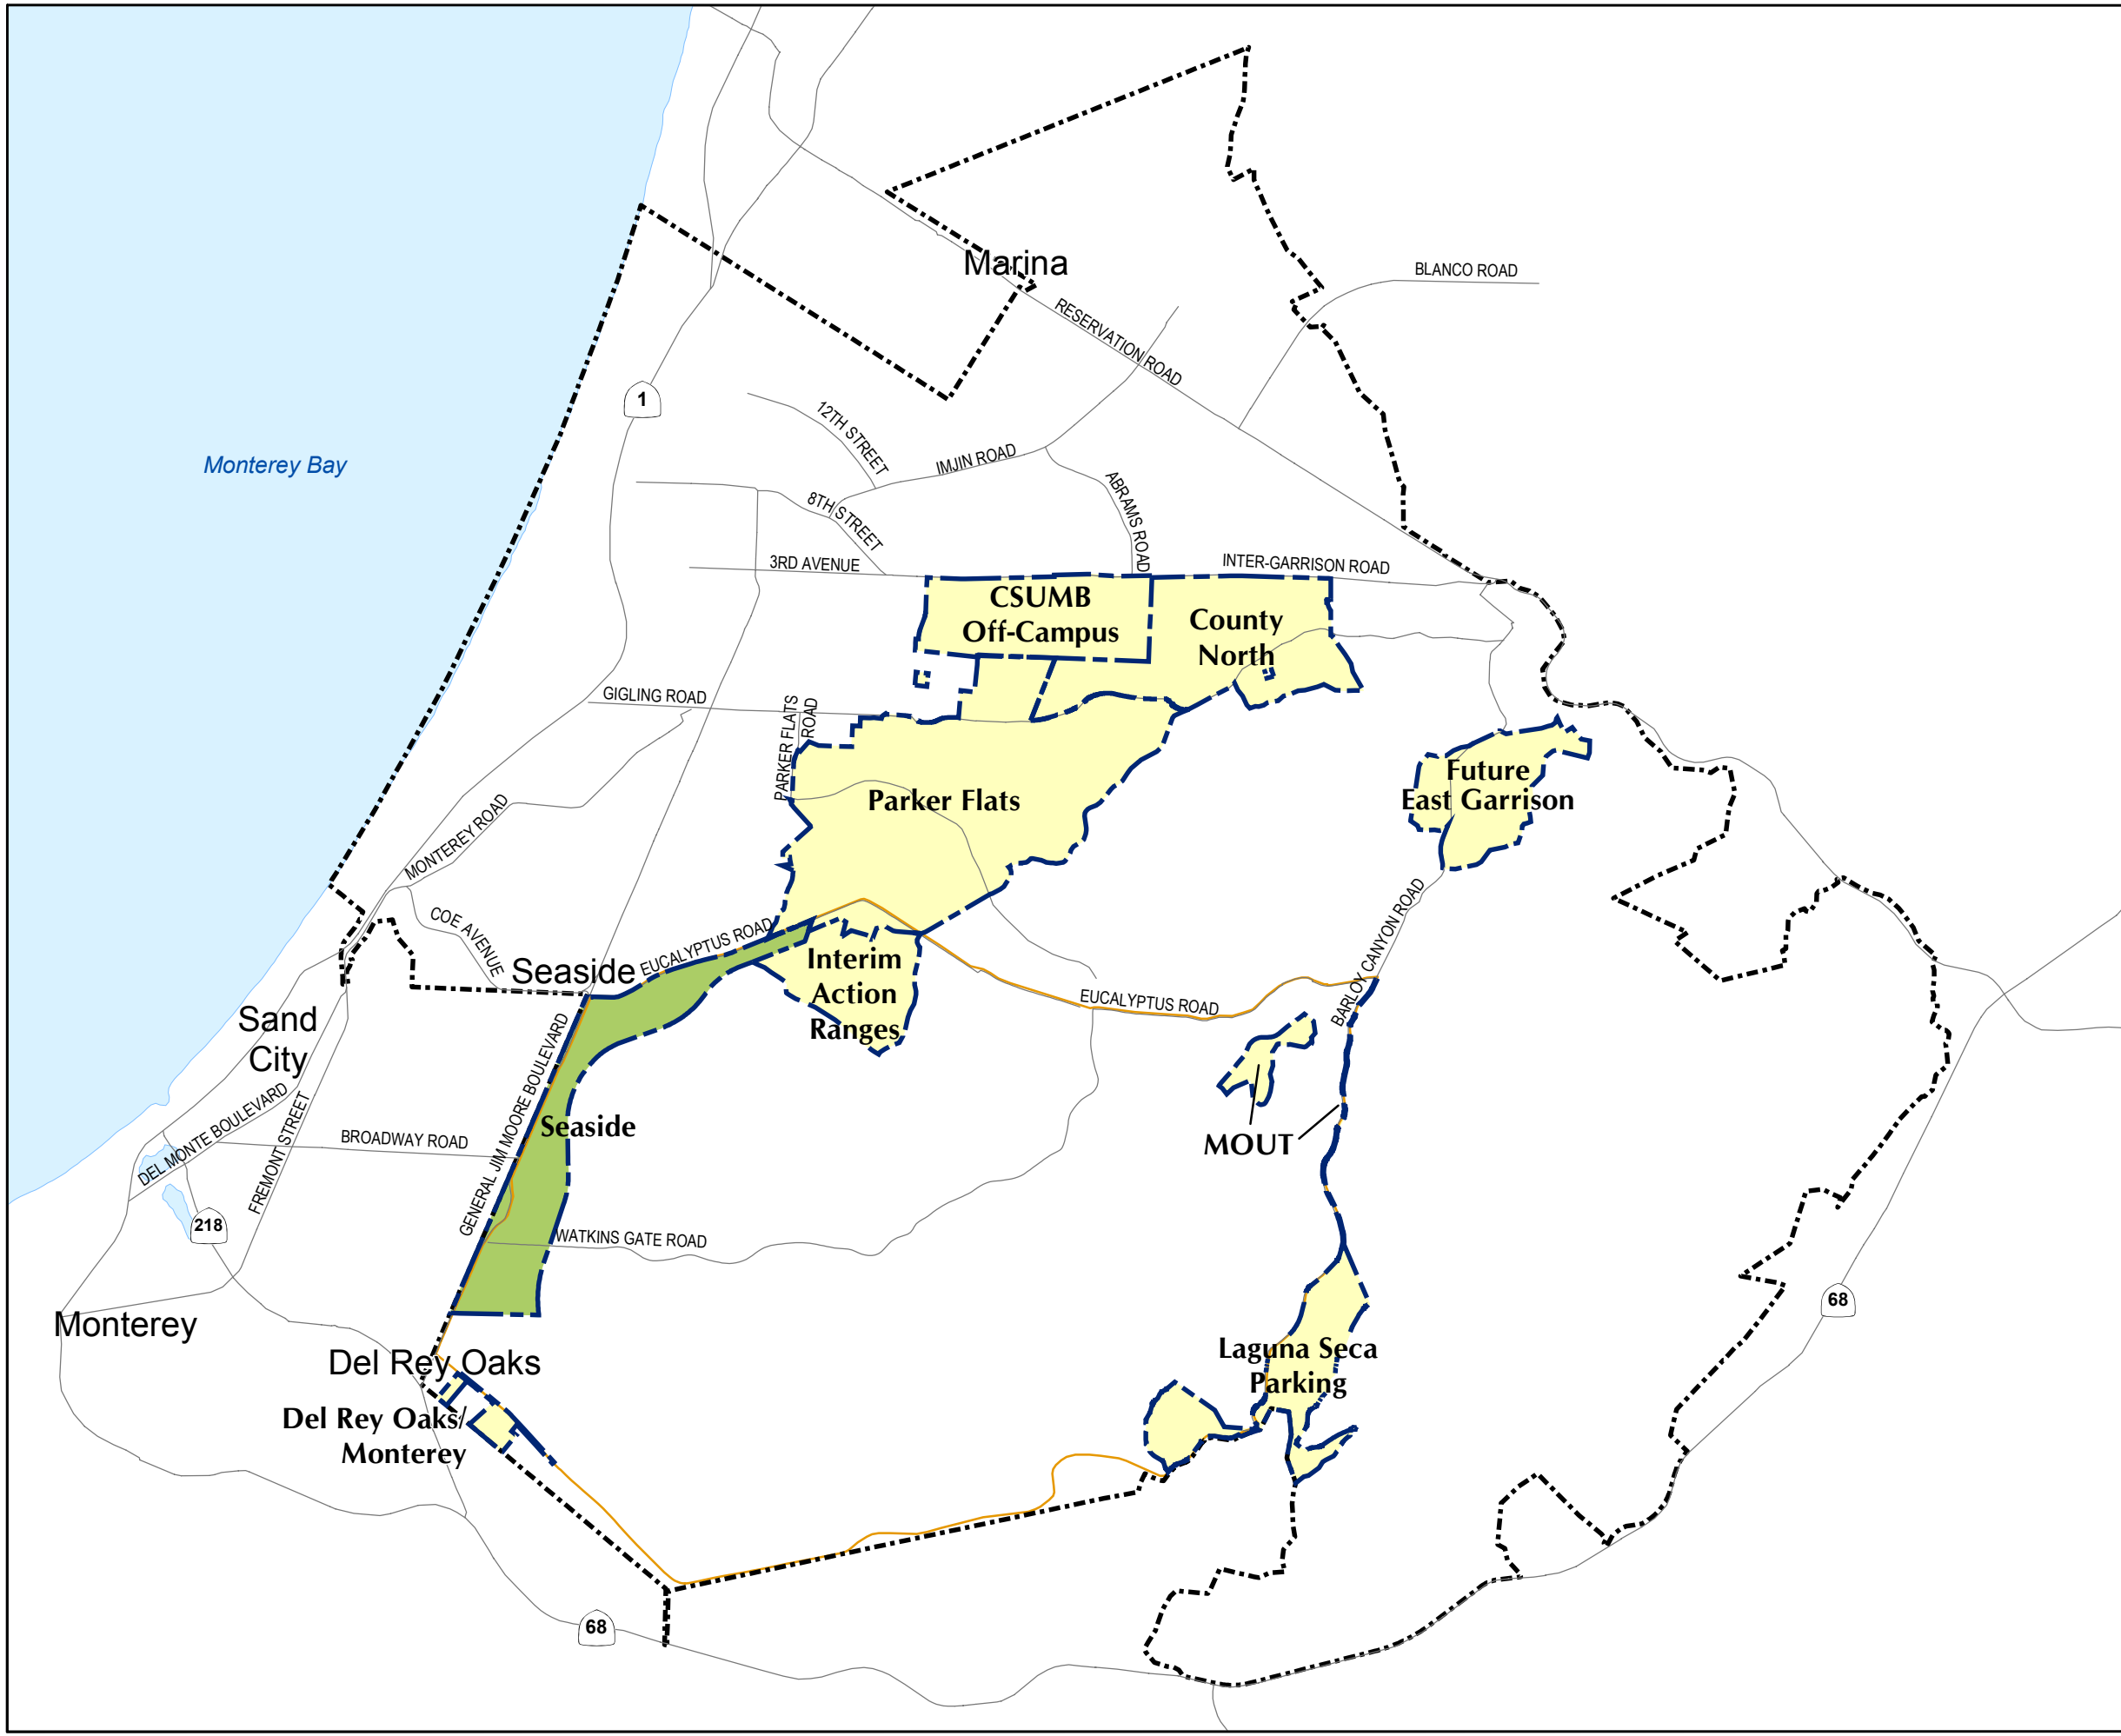 Marina
BLANCO ROAD
RESERVATION ROAD
1
12TH STREET
Monterey Bay
IMJIN ROAD
ABRAMS ROAD
8TH STREET
3RD AVENUE
INTER-GARRISON ROAD
CSUMB
Off-Campus
County
North
GIGLING ROAD
PARKER FLATS
ROAD
Future
East Garrison
Parker Flats
MONTEREY ROAD
COE AVENUE
EUCALYPTUS ROAD
BARLOY CANYON ROAD
Seaside
Interim
Action
Ranges
EUCALYPTUS ROAD
Sand
City
GENERAL JIM MOORE BOULEVARD
DEL MONTE BOULEVARD
FREMONT STREET
BROADWAY ROAD
Seaside
MOUT
218
WATKINS GATE ROAD
Monterey
68
Del Rey Oaks
Laguna Seca
Parking
Del Rey Oaks/
Monterey
68